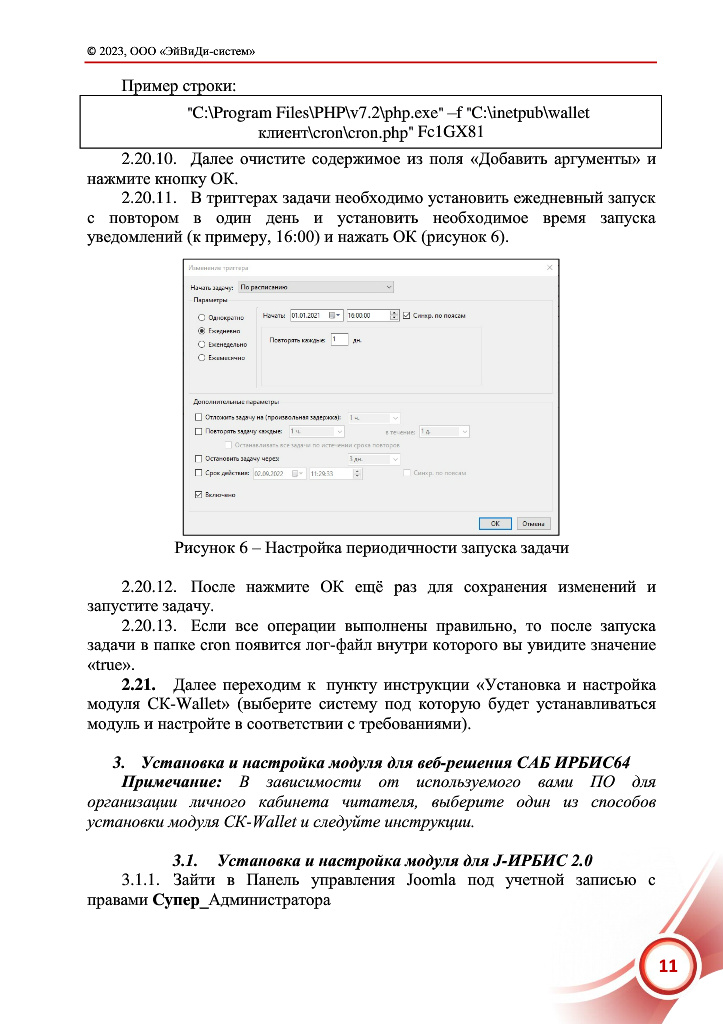 © 2023, ООО «ЭйВиДи-систем»
Пример строки:
"C:\Program Files\PHP\v7.2\php.exe" –f "C:\inetpub\wallet
клиент\cron\cron.php" Fc1GX81
2.20.10. Далее очистите содержимое из поля «Добавить аргументы» и
нажмите кнопку ОК.
2.20.11. В триггерах задачи необходимо установить ежедневный запуск
с повтором в один день и установить необходимое время запуска
уведомлений (к примеру, 16:00) и нажать ОК (рисунок 6).
Изменение триггера
Начать задачу: По расписанию
Параметры
Однократно
Ежедневно
Еженедельно
Ежемесячно
Начать: 01.01.2021 16:00:00 Синхр. по поясам
Повторять каждые: 1 дн.
Дополнительные параметры
Отложить задачу на (произвольная задержка): 1 ч.
Повторять задачу каждые: 1 ч. в течение: 1 д.
Останавливать все задачи по истечении срока повторов
Остановить задачу через: 3 дн.
Срок действия: 02.09.2022 11:29:33 Синхр. по поясам
Включено
ОК Отмена
Рисунок 6 – Настройка периодичности запуска задачи
2.20.12. После нажмите ОК ещё раз для сохранения изменений и
запустите задачу.
2.20.13. Если все операции выполнены правильно, то после запуска
задачи в папке cron появится лог-файл внутри которого вы увидите значение
«true».
2.21. Далее переходим к пункту инструкции «Установка и настройка
модуля СК-Wallet» (выберите систему под которую будет устанавливаться
модуль и настройте в соответствии с требованиями).
3. Установка и настройка модуля для веб-решения САБ ИРБИС64
Примечание: В зависимости от используемого вами ПО для
организации личного кабинета читателя, выберите один из способов
установки модуля СК-Wallet и следуйте инструкции.
3.1. Установка и настройка модуля для J-ИРБИС 2.0
3.1.1. Зайти в Панель управления Joomla под учетной записью с
правами Супер_Администратора
11